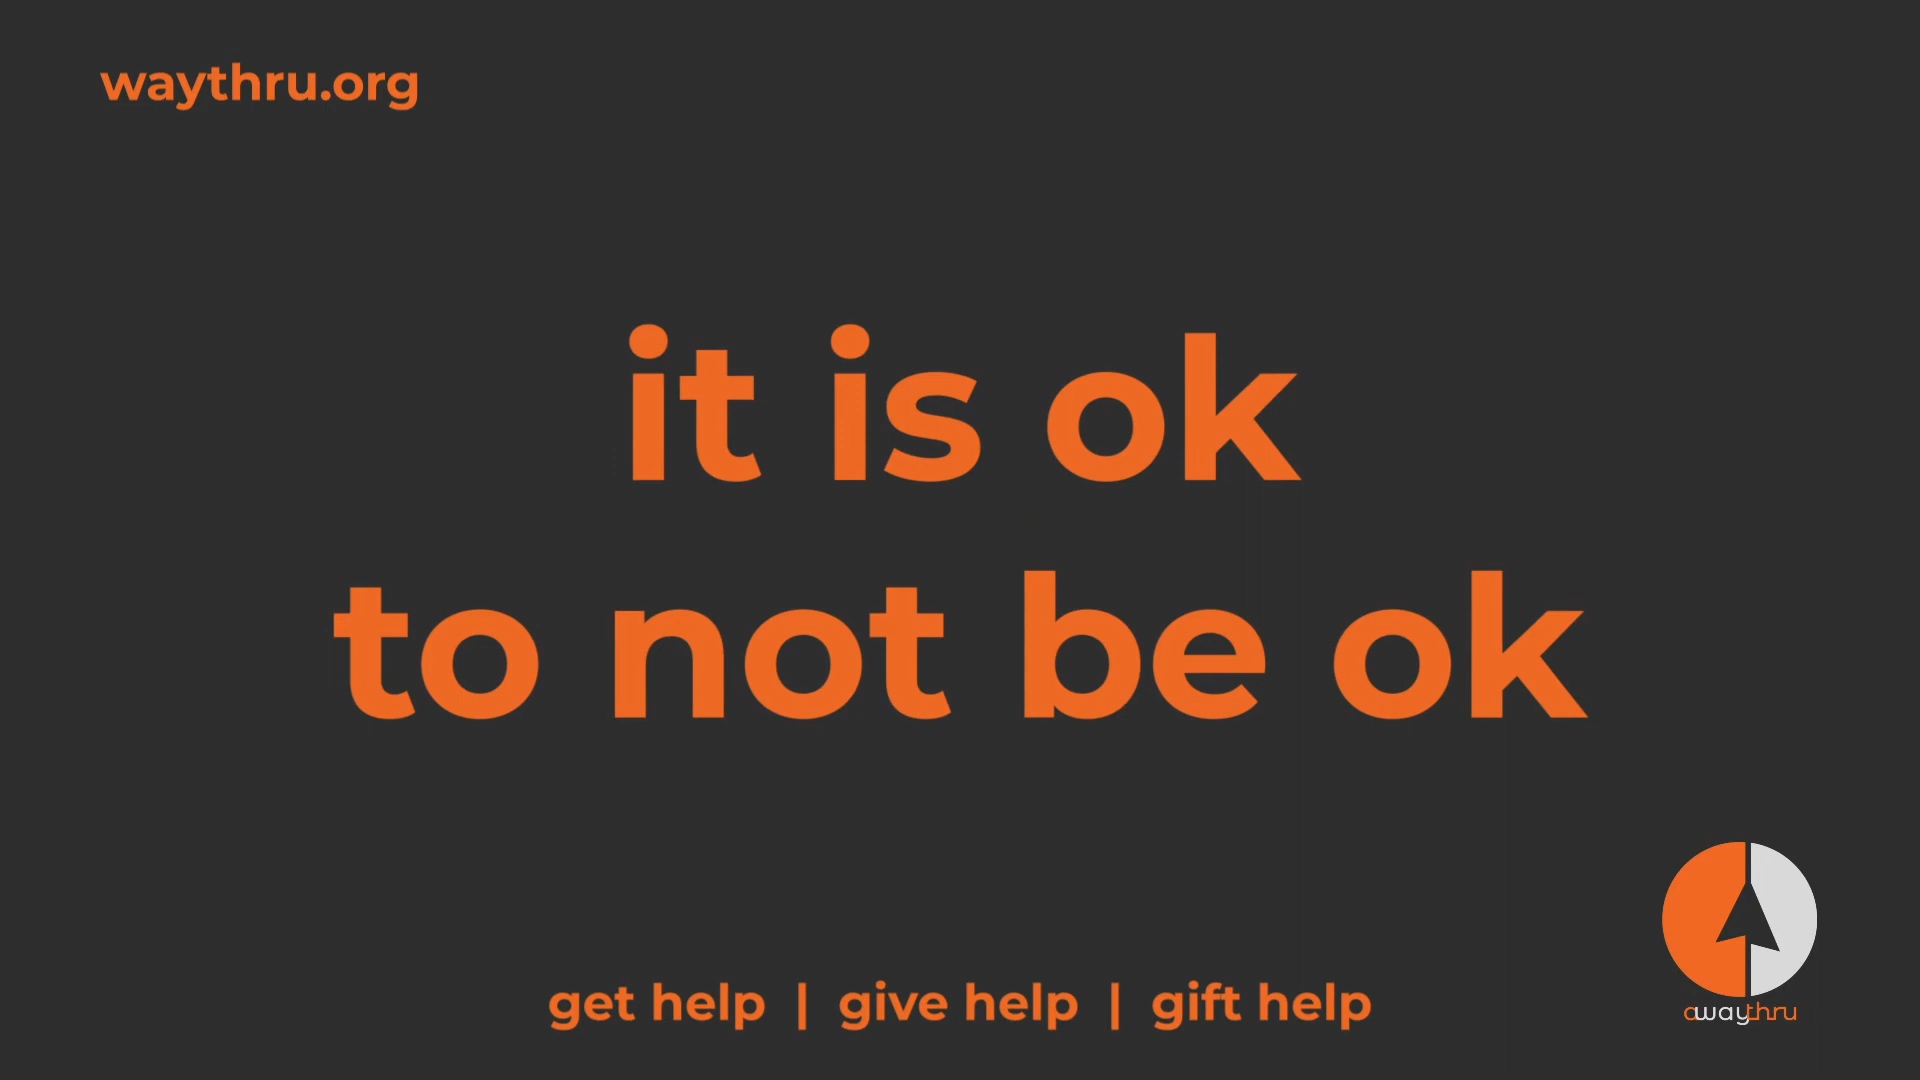 waythru.org
it is ok
to not be ok
get help | give help | gift help
awaythru